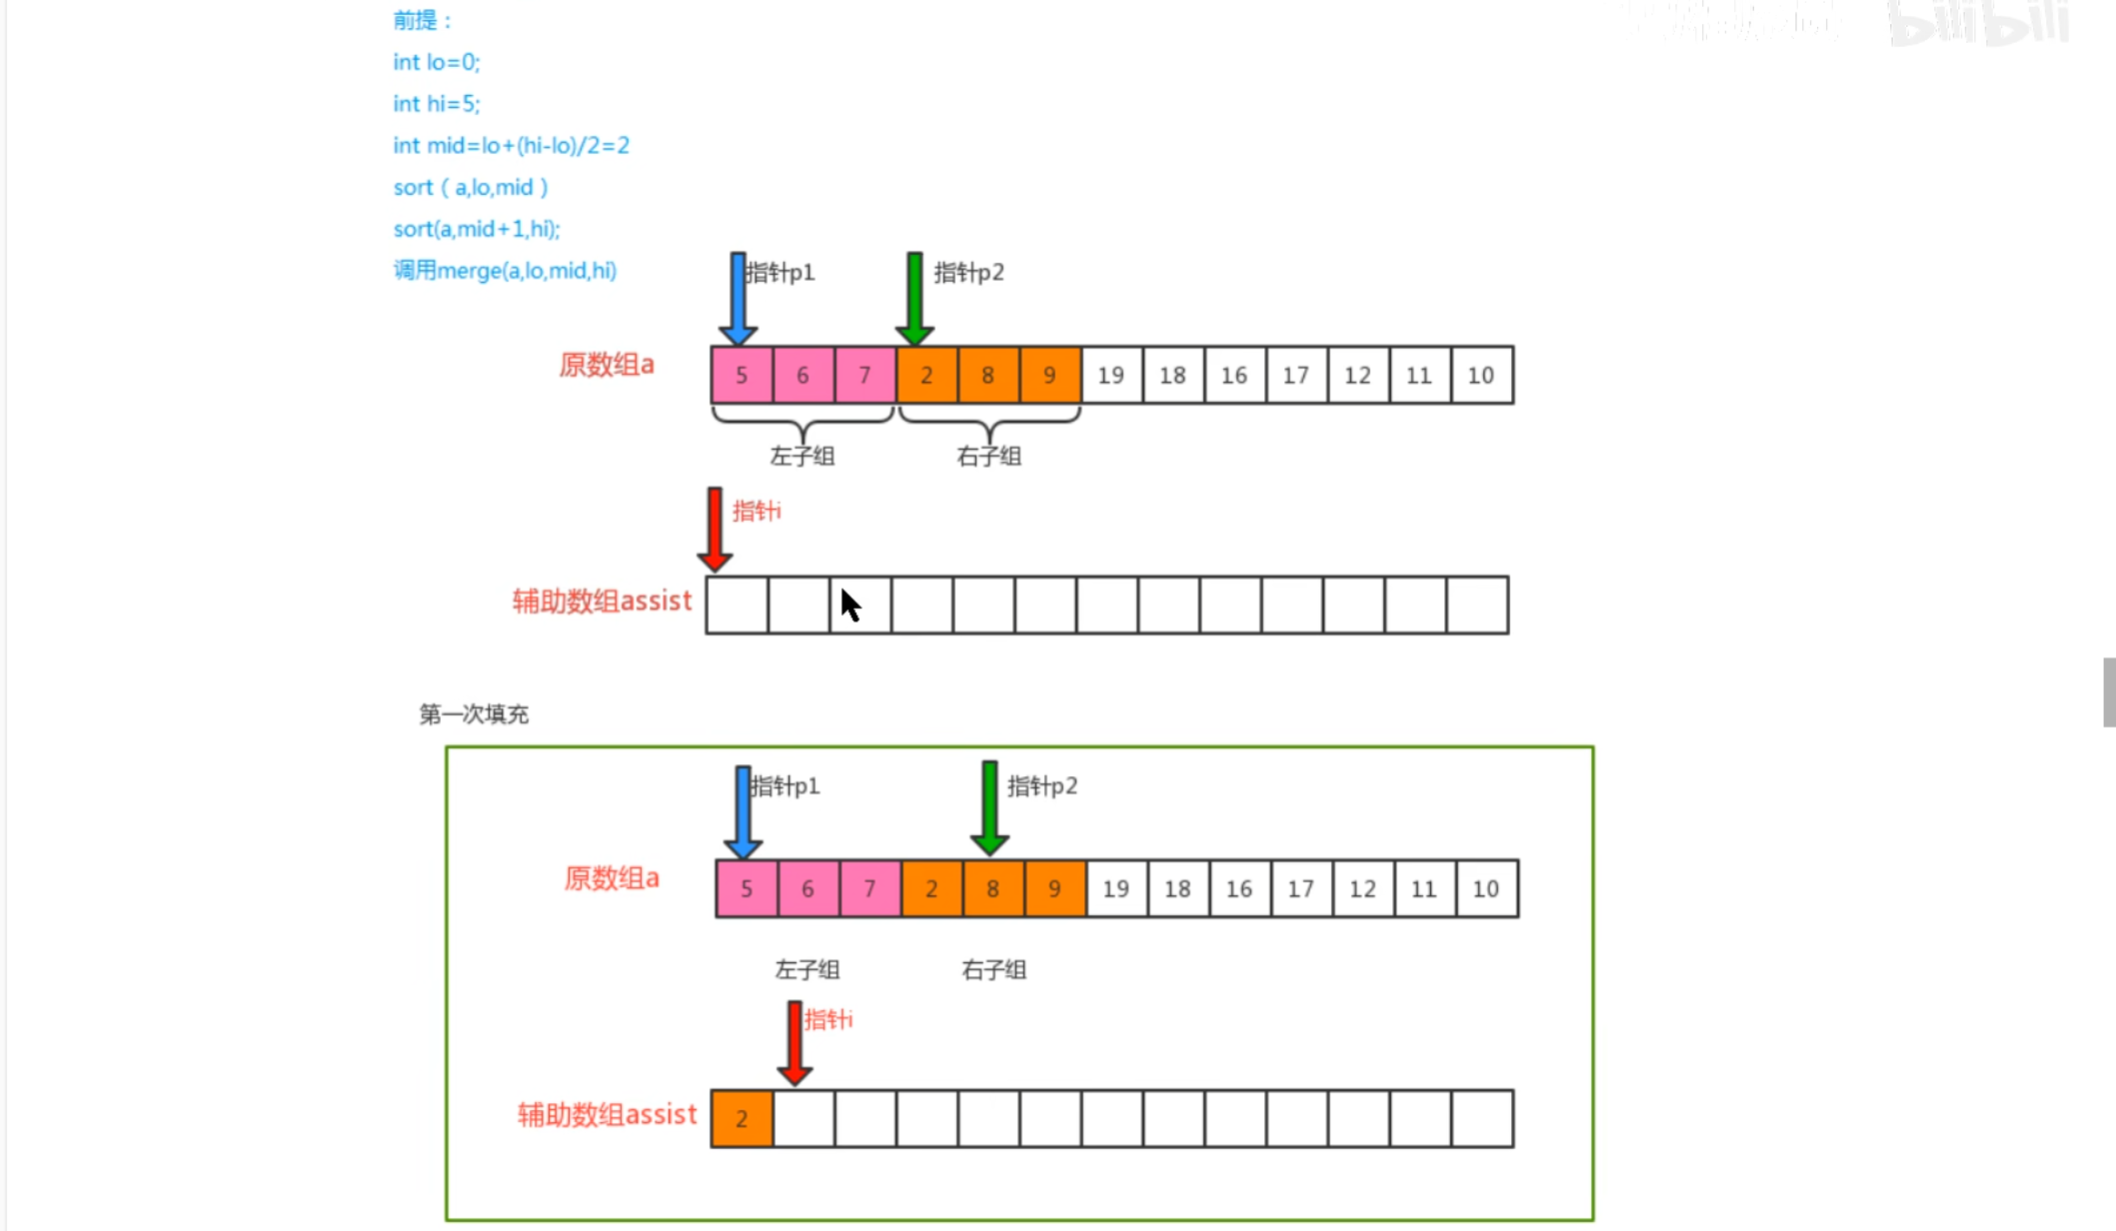 前提：
int lo=0;
int hi=5;
int mid=lo+(hi-lo)/2=2
sort（a,lo,mid）
sort(a,mid+1,hi);
调用merge(a,lo,mid,hi)
指针p1 指针p2
原数组a 5 6 7 2 8 9 19 18 16 17 12 11 10
左子组 右子组
指针i
辅助数组assist
第一次填充
指针p1 指针p2
原数组a 5 6 7 2 8 9 19 18 16 17 12 11 10
左子组 右子组
指针i
辅助数组assist 2
bilibili